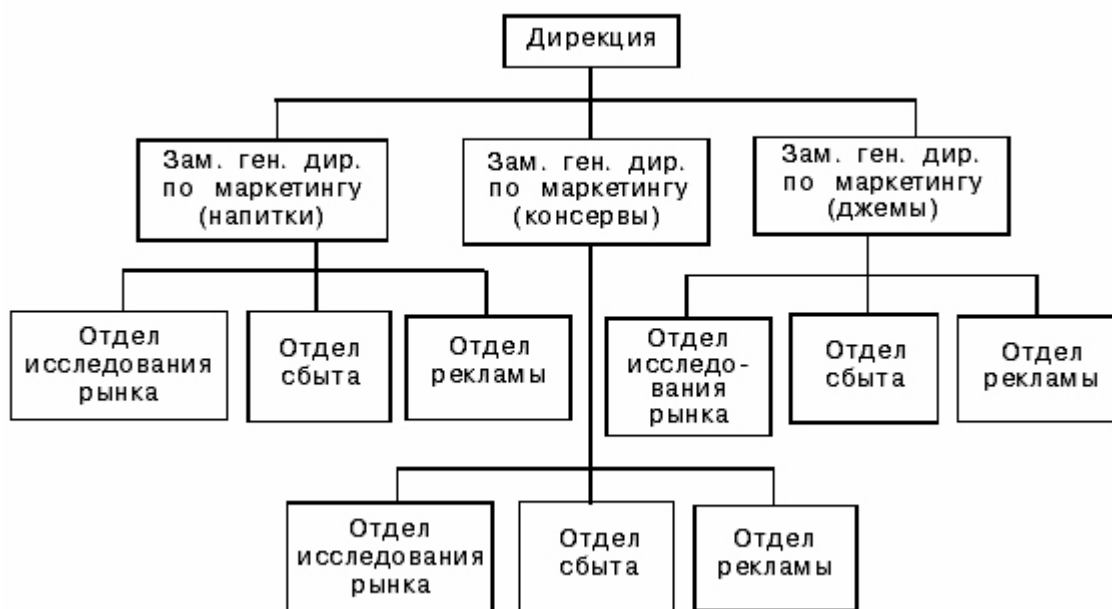 Дирекция
Зам. ген. дир.
по маркетингу
(напитки)
Зам. ген. дир.
по маркетингу
(консервы)
Зам. ген. дир.
по маркетингу
(джемы)
Отдел
исследования
рынка
Отдел
сбыта
Отдел
рекламы
Отдел
исследо-
вания
рынка
Отдел
сбыта
Отдел
рекламы
Отдел
исследования
рынка
Отдел
сбыта
Отдел
рекламы